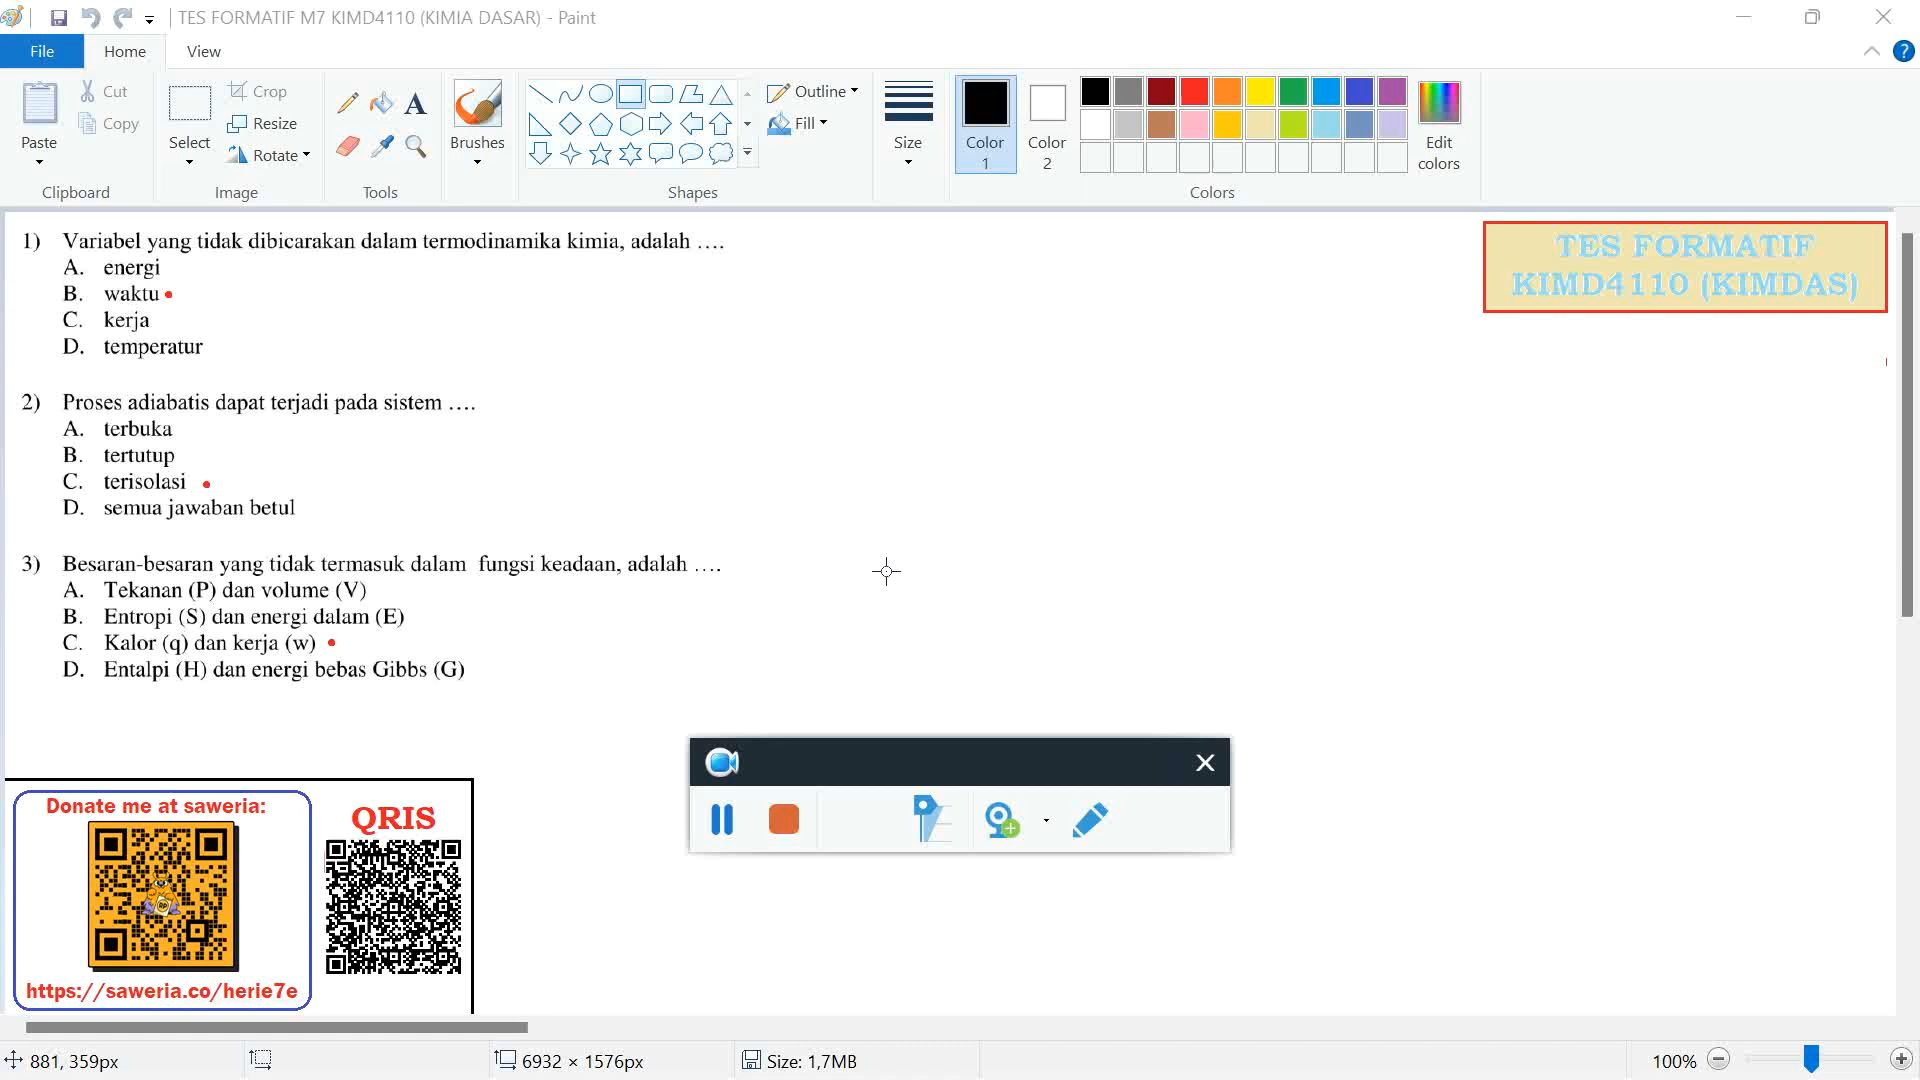 TES FORMATIF M7 KIMD4110 (KIMIA DASAR) - Paint
File
Home
View
Paste
Cut
Copy
Clipboard
Select
Crop
Resize
Rotate
Image
A
Tools
Brushes
Outline
Fill
Shapes
Size
Color 1
Color 2
Edit colors
Colors
TES FORMATIF
KIMD4110 (KIMDAS)
1) Variabel yang tidak dibicarakan dalam termodinamika kimia, adalah ….
A. energi
B. waktu
C. kerja
D. temperatur
2) Proses adiabatis dapat terjadi pada sistem ….
A. terbuka
B. tertutup
C. terisolasi
D. semua jawaban betul
3) Besaran-besaran yang tidak termasuk dalam fungsi keadaan, adalah ….
A. Tekanan (P) dan volume (V)
B. Entropi (S) dan energi dalam (E)
C. Kalor (q) dan kerja (w)
D. Entalpi (H) dan energi bebas Gibbs (G)
Donate me at saweria:
https://saweria.co/herie7e
QRIS
881, 359px
6932 × 1576px
Size: 1,7MB
100%